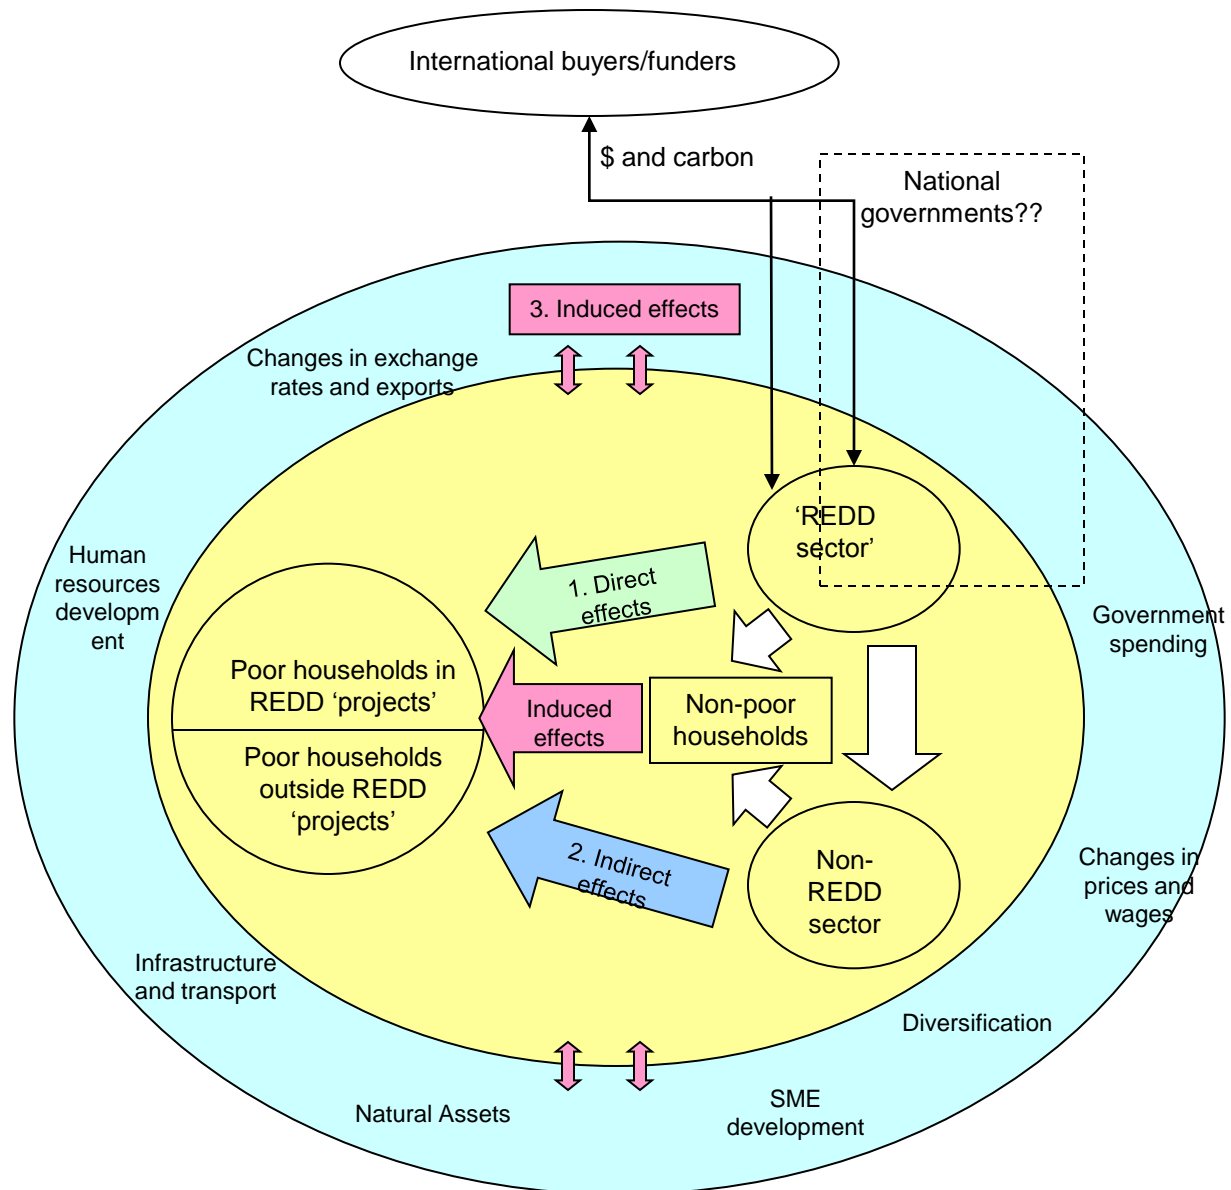 International buyers/funders
$ and carbon
National
governments??
3. Induced effects
Changes in exchange
rates and exports
‘REDD
sector’
Human
resources
developm
ent
1. Direct
effects
Government
spending
Poor households in
REDD ‘projects’
Induced
effects
Non-poor
households
Poor households
outside REDD
‘projects’
2. Indirect
effects
Non-
REDD
sector
Changes in
prices and
wages
Infrastructure
and transport
Diversification
Natural Assets
SME
development